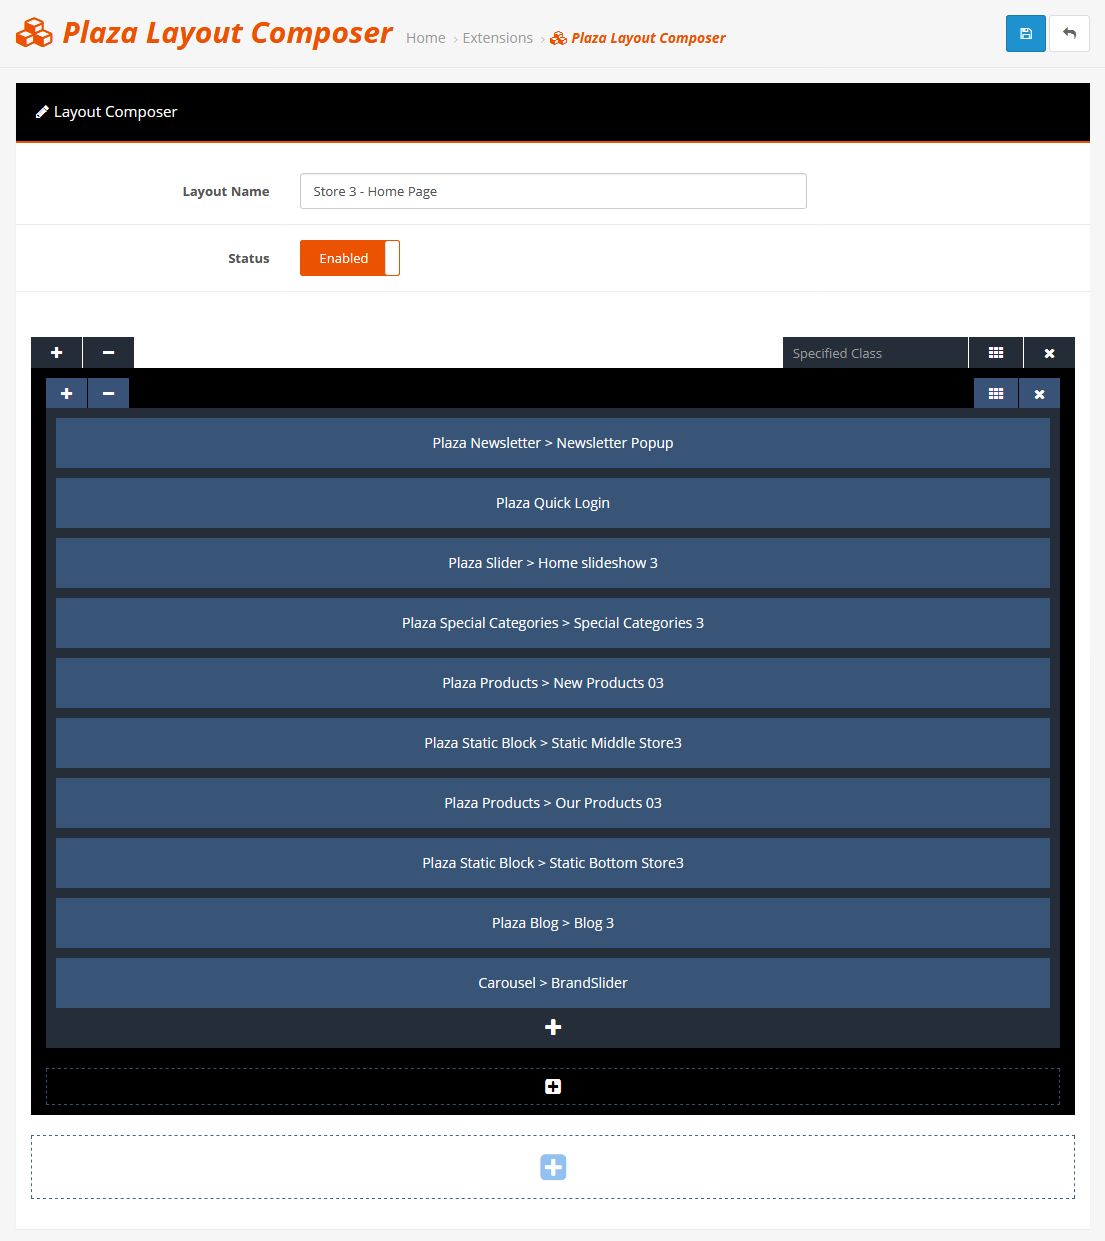 Plaza Layout Composer
Home › Extensions › Plaza Layout Composer
Layout Composer
Layout Name
Store 3 - Home Page
Status
Enabled
Specified Class
Plaza Newsletter > Newsletter Popup
Plaza Quick Login
Plaza Slider > Home slideshow 3
Plaza Special Categories > Special Categories 3
Plaza Products > New Products 03
Plaza Static Block > Static Middle Store3
Plaza Products > Our Products 03
Plaza Static Block > Static Bottom Store3
Plaza Blog > Blog 3
Carousel > BrandSlider